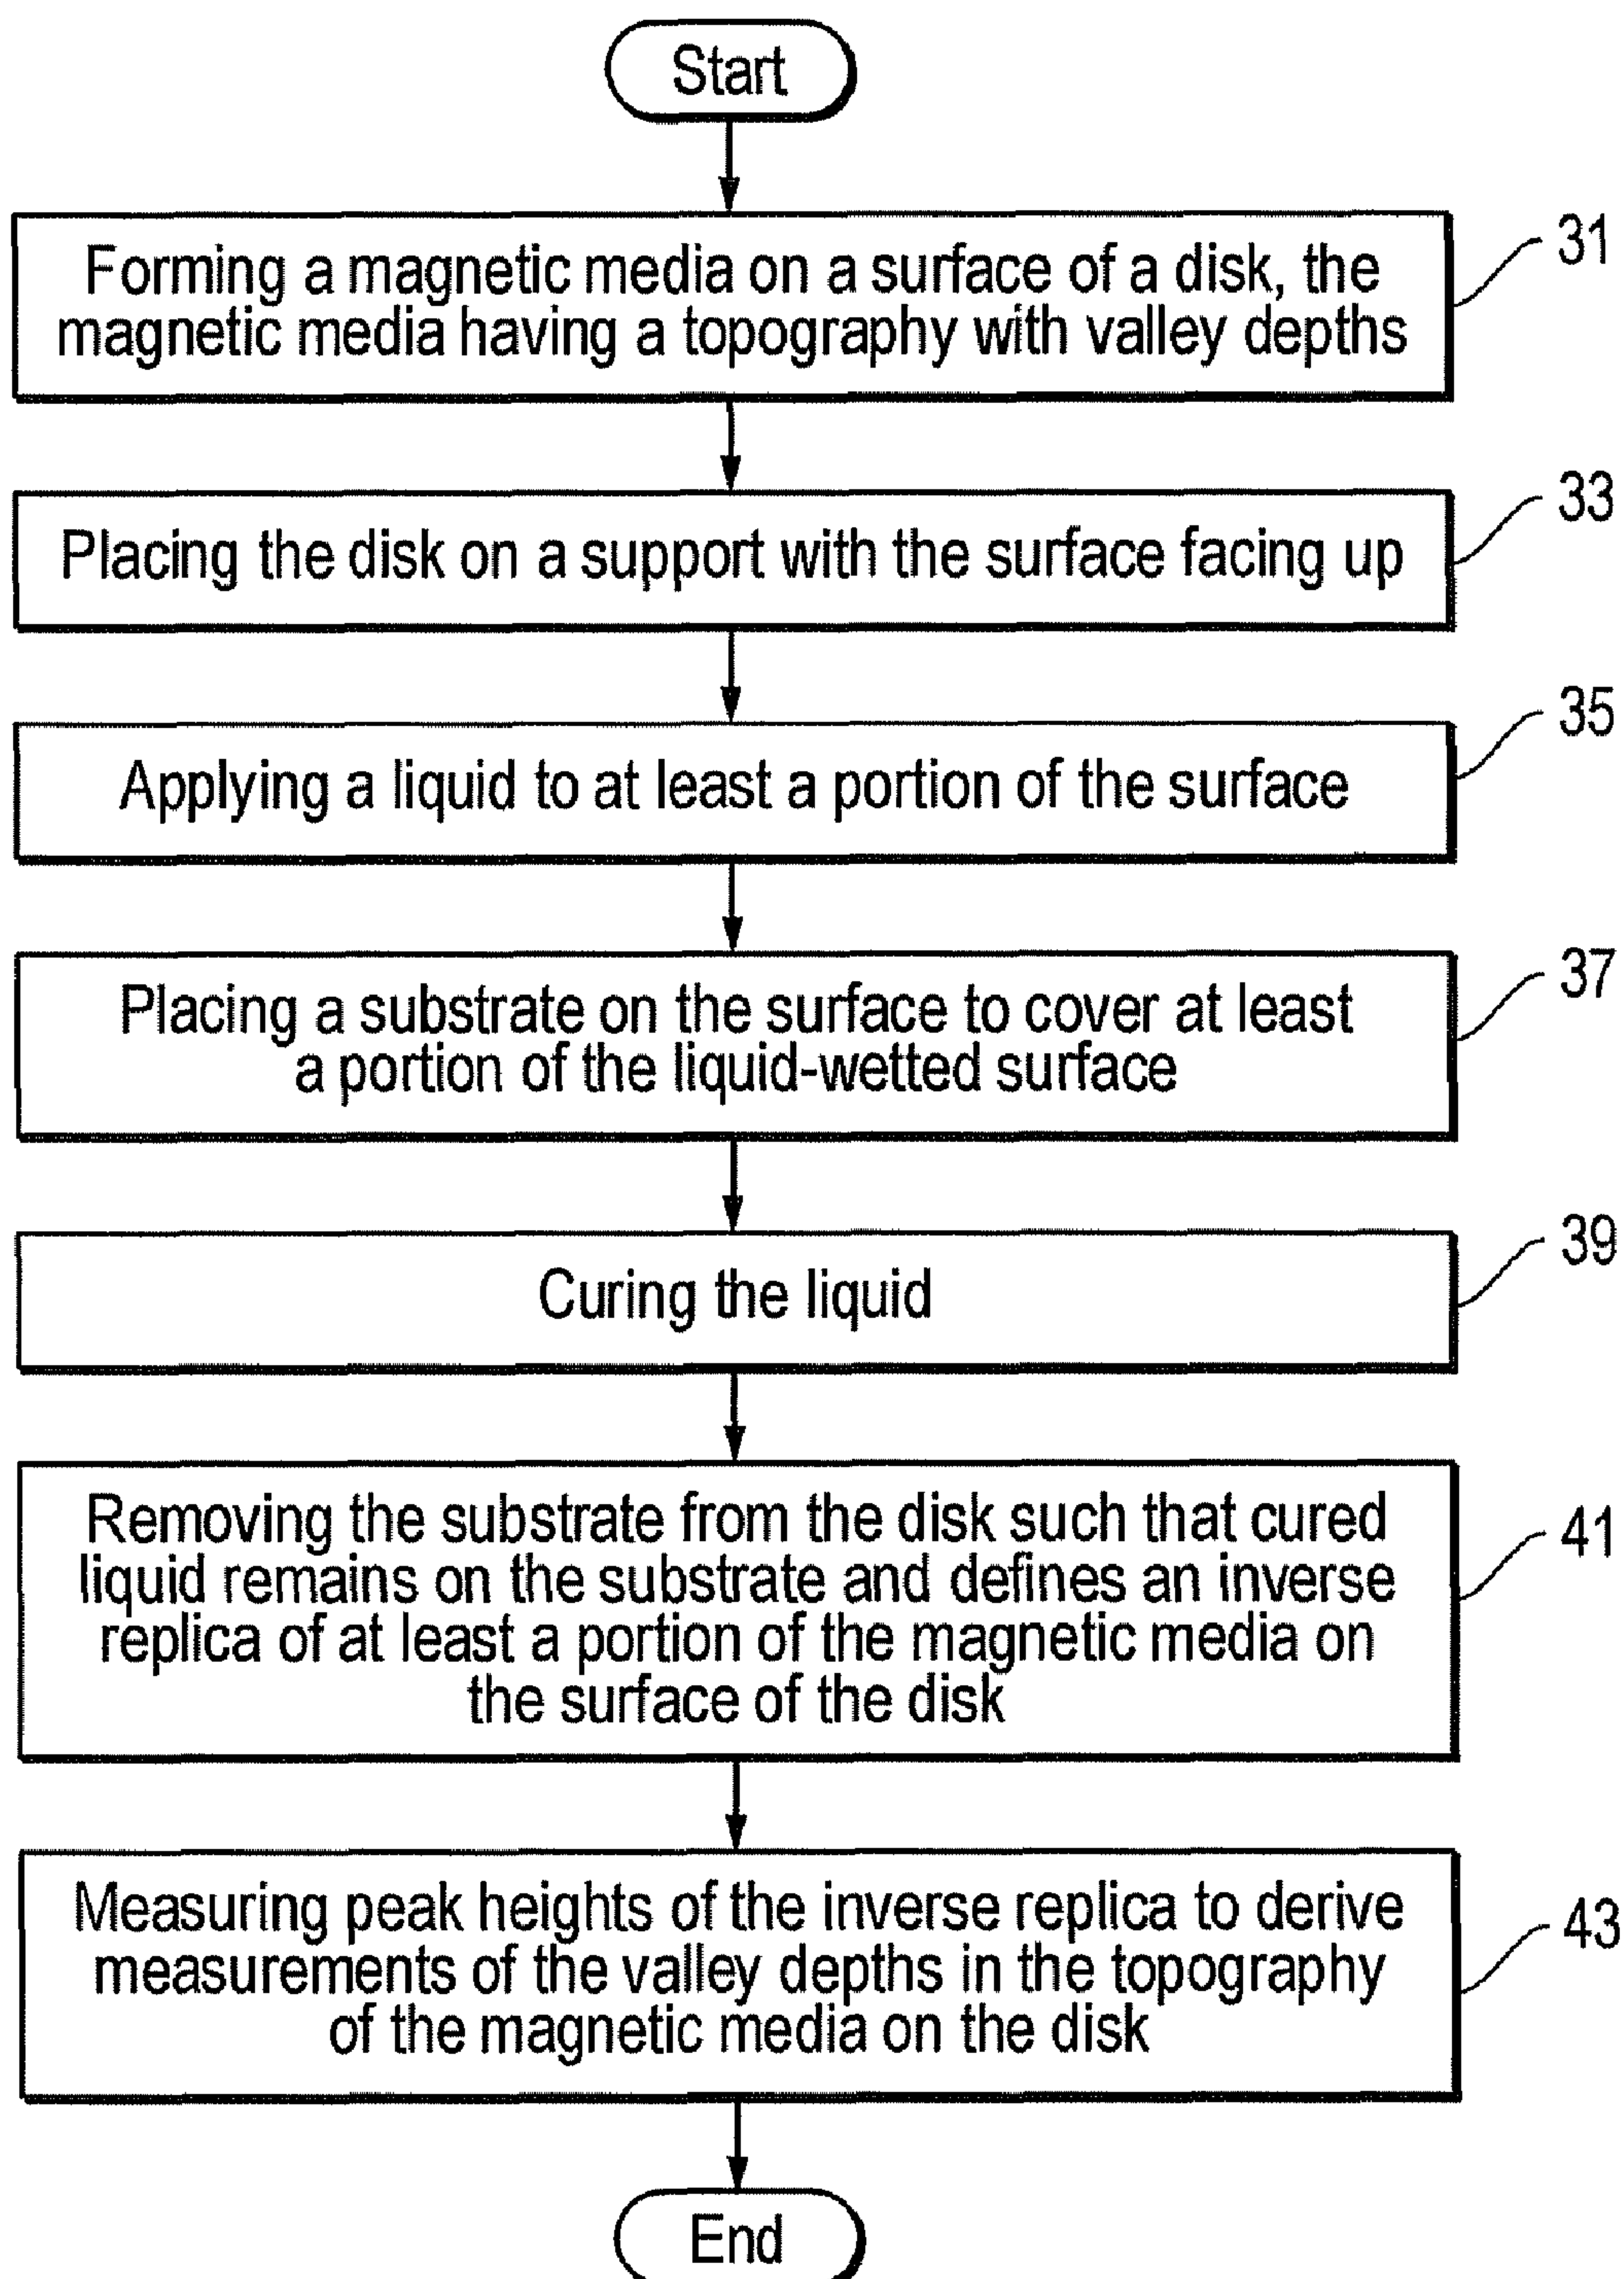 Start
Forming a magnetic media on a surface of a disk, the
magnetic media having a topography with valley depths
31
Placing the disk on a support with the surface facing up
33
Applying a liquid to at least a portion of the surface
35
Placing a substrate on the surface to cover at least
a portion of the liquid-wetted surface
37
Curing the liquid
39
Removing the substrate from the disk such that cured
liquid remains on the substrate and defines an inverse
replica of at least a portion of the magnetic media on
the surface of the disk
41
Measuring peak heights of the inverse replica to derive
measurements of the valley depths in the topography
of the magnetic media on the disk
43
End